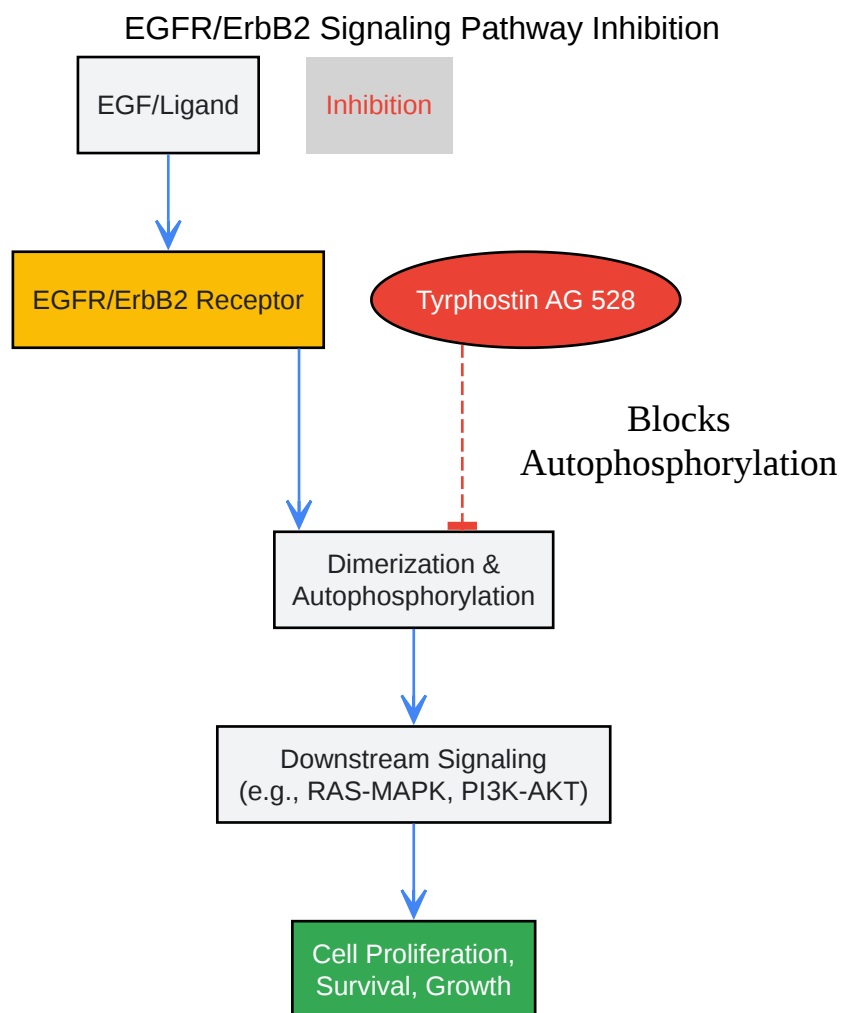 EGFR/ErbB2 Signaling Pathway Inhibition
EGF/Ligand
Inhibition
EGFR/ErbB2 Receptor
Tyrphostin AG 528
Blocks
Autophosphorylation
Dimerization &
Autophosphorylation
Downstream Signaling
(e.g., RAS-MAPK, PI3K-AKT)
Cell Proliferation,
Survival, Growth